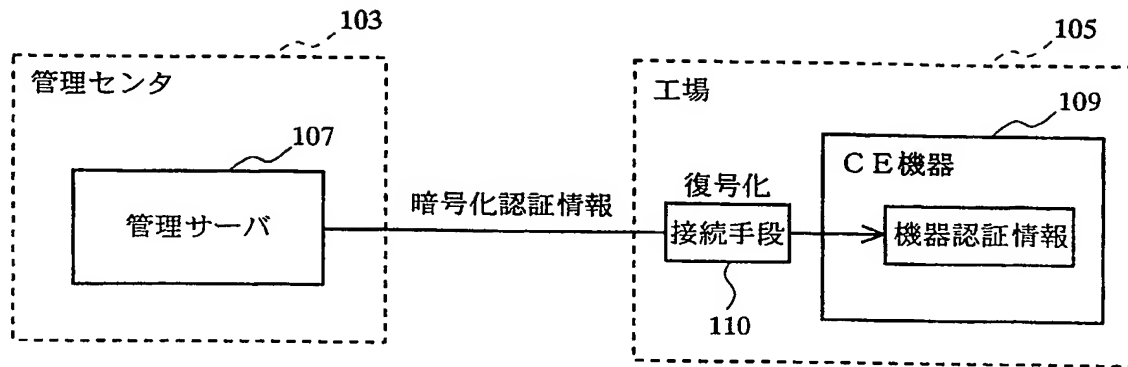 103
管理センタ
107
管理サーバ
暗号化認証情報
105
工場
109
CE機器
復号化
接続手段
機器認証情報
110